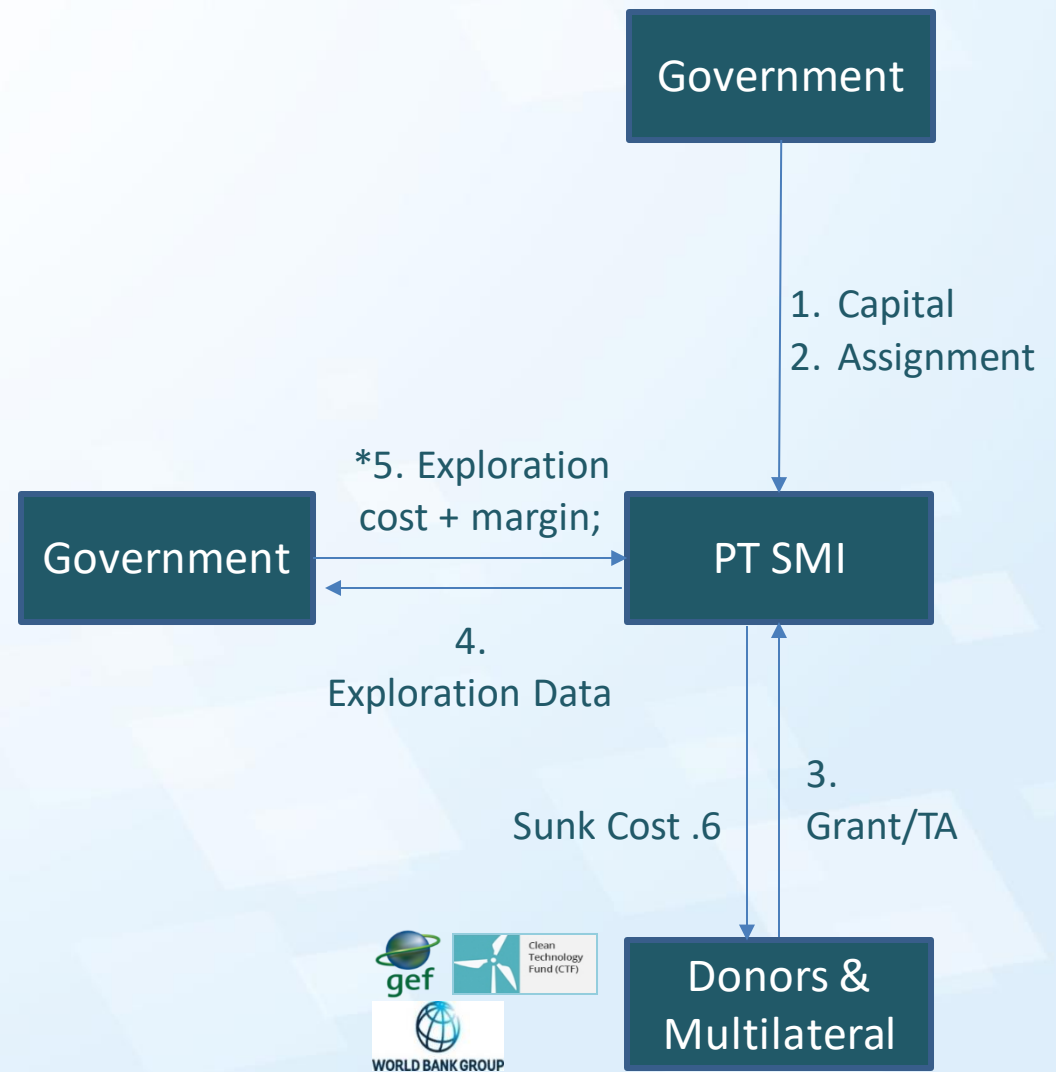 Government
1. Capital
2. Assignment
*5. Exploration
cost + margin;
Government
PT SMI
4.
Exploration Data
3.
Sunk Cost .6
Grant/TA
gef
Clean
Technology
Fund (CTF)
Donors &
Multilateral
WORLD BANK GROUP